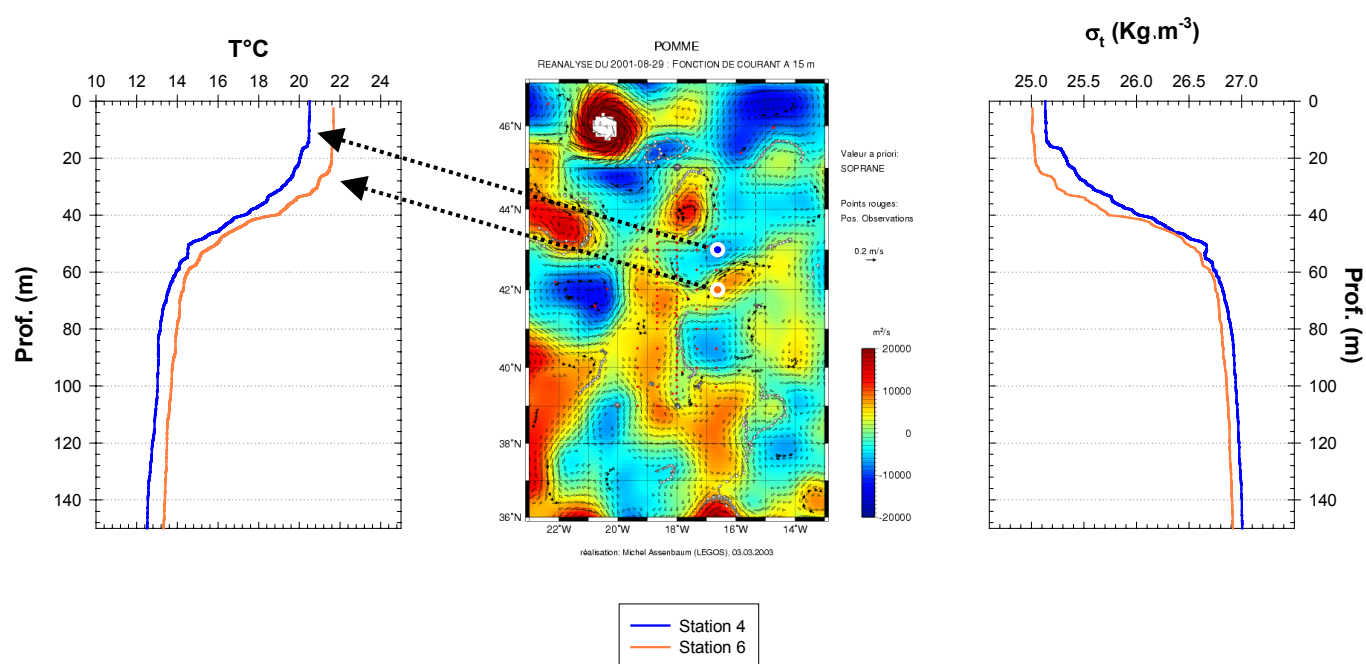 T°C
10 12 14 16 18 20 22 24
0
20
40
60
80
100
120
140
Prof. (m)
POMME
REANALYSE DU 2001-08-29 : FONCTION DE COURANT A 15 m
46°N
44°N
42°N
40°N
38°N
36°N
22°W 20°W 18°W 16°W 14°W
Valeur a priori:
SOPRANE
Points rouges:
Pos. Observations
0.2 m/s
m²/s
20000
10000
0
-10000
-20000
réalisation: Michel Assenbaum (LEGOS), 03.03.2003
σt (Kg.m-3)
25.0 25.5 26.0 26.5 27.0
0
20
40
60
80
100
120
140
Prof. (m)
Station 4
Station 6